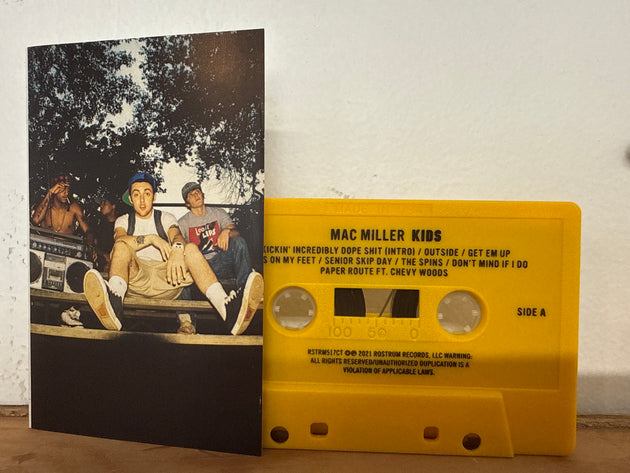 MAC MILLER KIDS
KICKIN' INCREDIBLY DOPE SHIT (INTRO) / OUTSIDE / GET EM UP
S ON MY FEET / SENIOR SKIP DAY / THE SPINS / DON'T MIND IF I DO
PAPER ROUTE FT. CHEVY WOODS
SIDE A
100 50 0
RSTRM517CT ©℗ 2021 ROSTRUM RECORDS, LLC WARNING:
ALL RIGHTS RESERVED/UNAUTHORIZED DUPLICATION IS A
VIOLATION OF APPLICABLE LAWS.